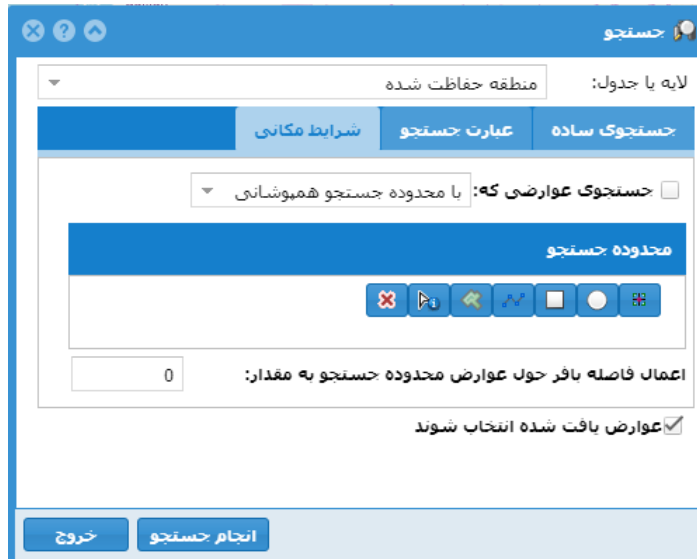 جستجو
لایه یا جدول: منطقه حفاظت شده
جستجوی ساده عبارت جستجو شرایط مکانی
جستجوی عوارضی که: با محدوده جستجو همپوشانی
محدوده جستجو
اعمال فاصله بافر حول عوارض محدوده جستجو به مقدار: 0
عوارض یافت شده انتخاب شوند
انجام جستجو خروج